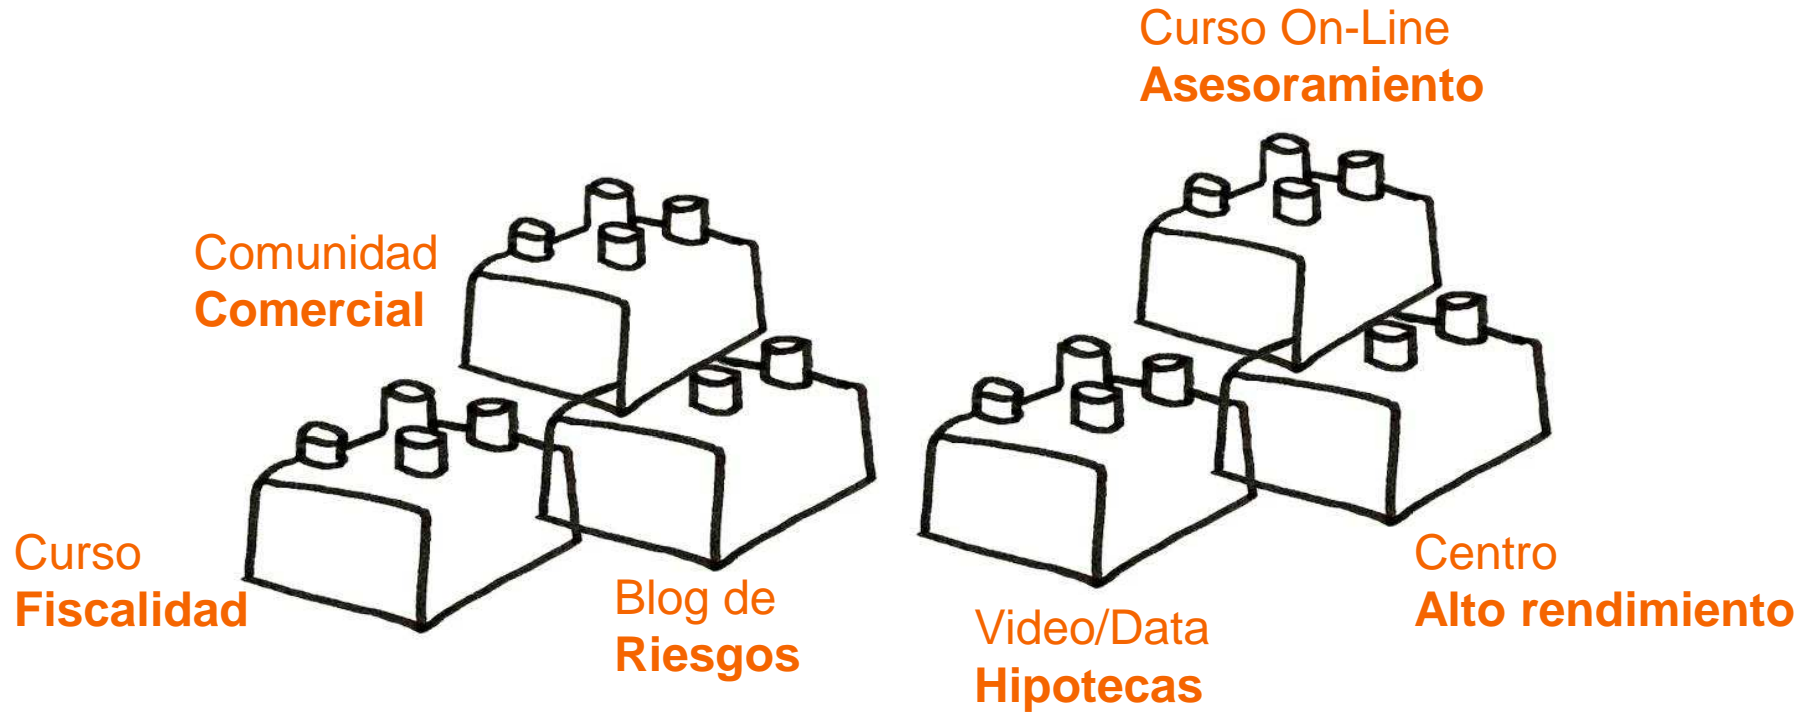 Curso On-Line
Asesoramiento
Comunidad
Comercial
Curso
Fiscalidad
Blog de
Riesgos
Video/Data
Hipotecas
Centro
Alto rendimiento